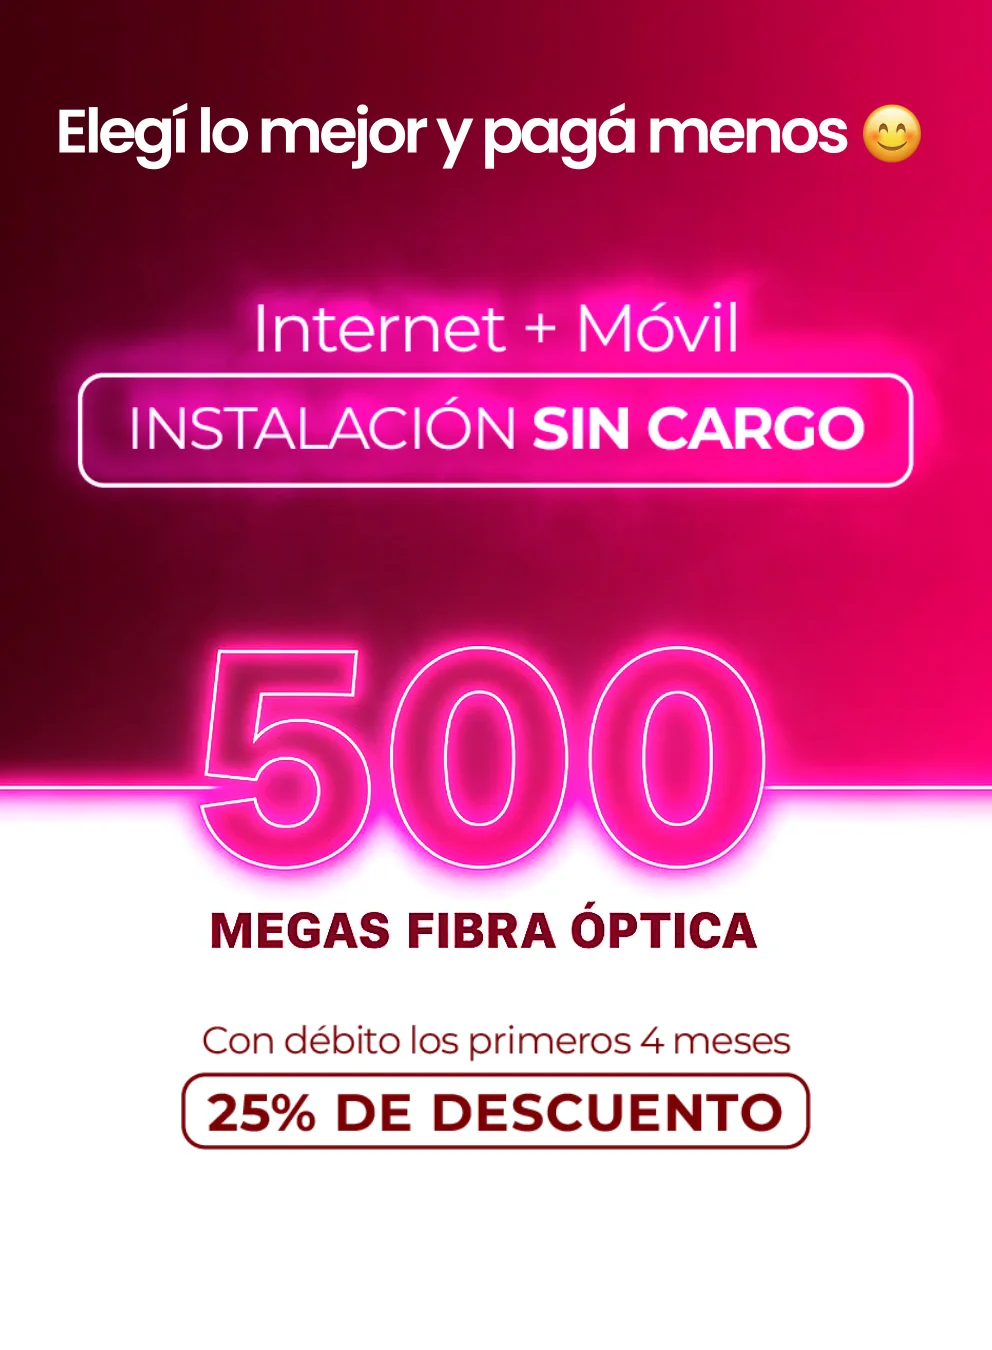 Elegí lo mejor y pagá menos 😊
Internet + Móvil
INSTALACIÓN SIN CARGO
500
MEGAS FIBRA ÓPTICA
Con débito los primeros 4 meses
25% DE DESCUENTO